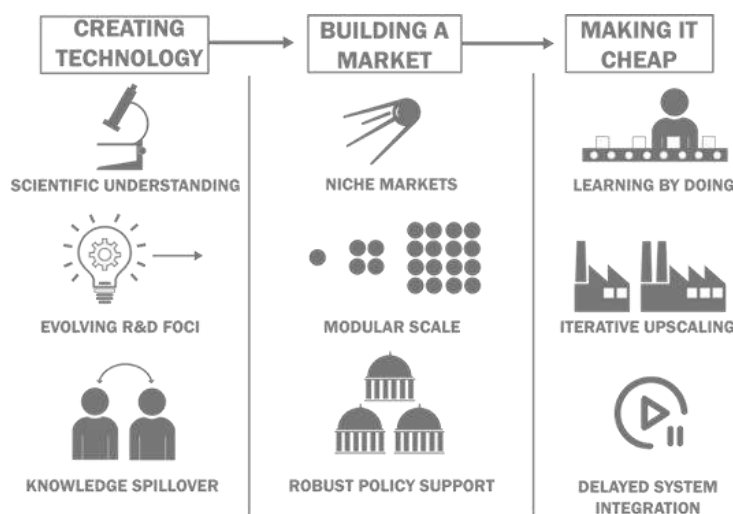 CREATING
TECHNOLOGY
BUILDING A
MARKET
MAKING IT
CHEAP
SCIENTIFIC UNDERSTANDING
NICHE MARKETS
LEARNING BY DOING
EVOLVING R&D FOCI
MODULAR SCALE
ITERATIVE UPSCALING
KNOWLEDGE SPILLOVER
ROBUST POLICY SUPPORT
DELAYED SYSTEM
INTEGRATION